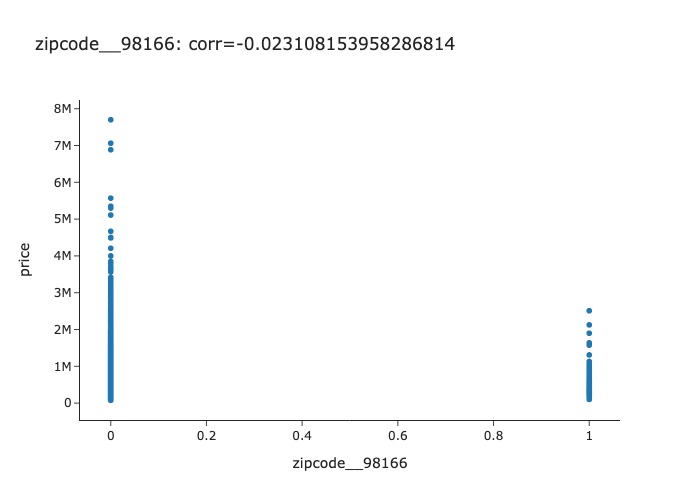 zipcode__98166: corr=-0.023108153958286814
8M
7M
6M
5M
4M
3M
2M
1M
0
price
0 0.2 0.4 0.6 0.8 1
zipcode__98166